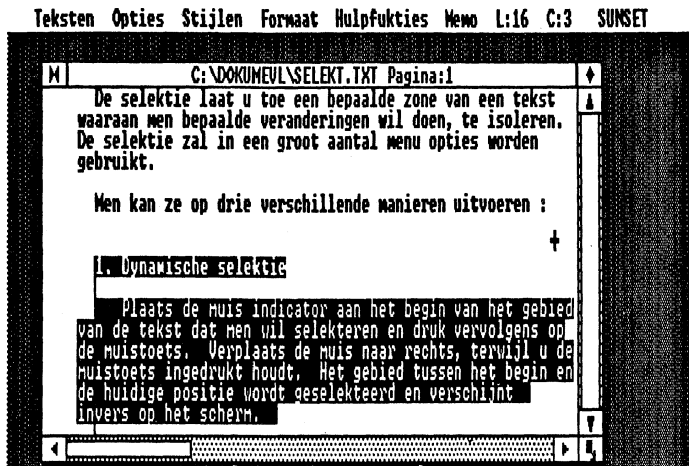 Teksten Opties Stijlen Formaat Hulpfukties Memo L:16 C:3 SUNSET
C:\DOKUMEVL\SELEKT.TXT Pagina:1
De selektie laat u toe een bepaalde zone van een tekst
waaraan men bepaalde veranderingen wil doen, te isoleren.
De selektie zal in een groot aantal menu opties worden
gebruikt.
Men kan ze op drie verschillende manieren uitvoeren :
1. Dynamische selektie
Plaats de muis indicator aan het begin van het gebied
van de tekst dat men wil selekteren en druk vervolgens op
de muistoets. Verplaats de muis naar rechts, terwijl u de
muistoets ingedrukt houdt. Het gebied tussen het begin en
de huidige positie wordt geselekteerd en verschijnt
invers op het scherm.